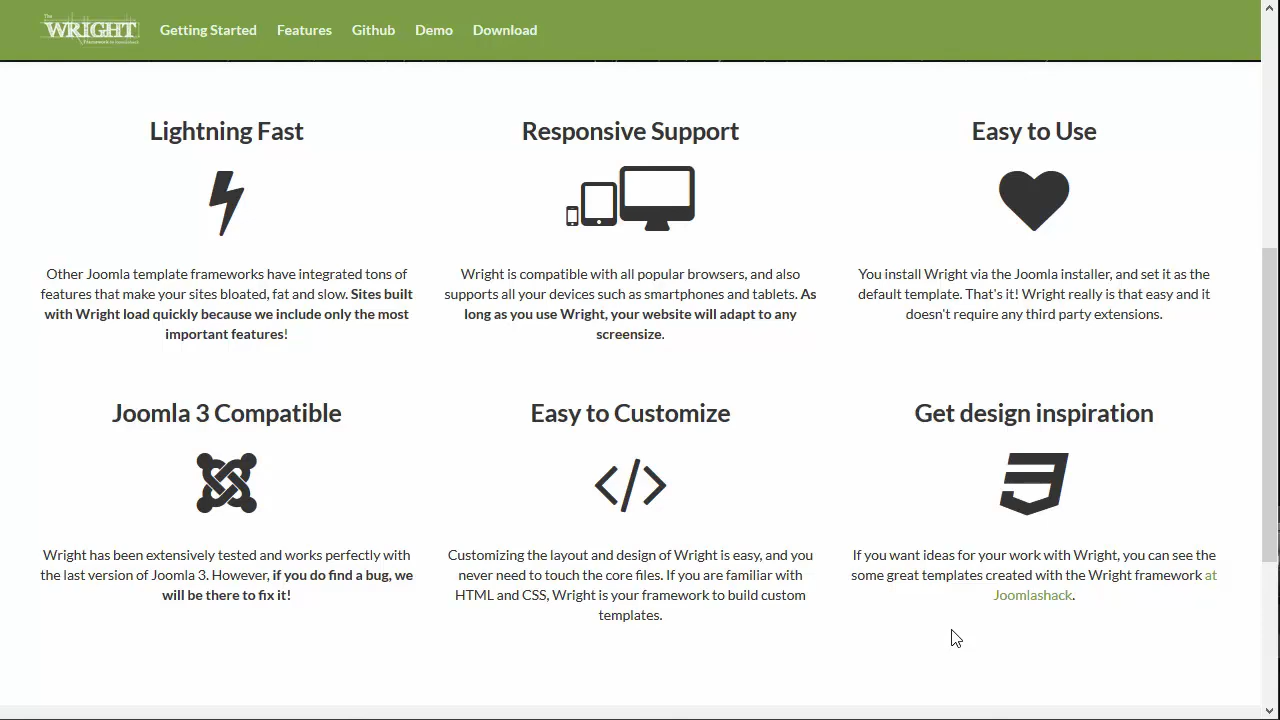 The
WRIGHT
Getting Started Features Github Demo Download
Lightning Fast
Other Joomla template frameworks have integrated tons of
features that make your sites bloated, fat and slow. Sites built
with Wright load quickly because we include only the most
important features!
Responsive Support
Wright is compatible with all popular browsers, and also
supports all your devices such as smartphones and tablets. As
long as you use Wright, your website will adapt to any
screensize.
Easy to Use
You install Wright via the Joomla installer, and set it as the
default template. That's it! Wright really is that easy and it
doesn't require any third party extensions.
Joomla 3 Compatible
Wright has been extensively tested and works perfectly with
the last version of Joomla 3. However, if you do find a bug, we
will be there to fix it!
Easy to Customize
</>
Customizing the layout and design of Wright is easy, and you
never need to touch the core files. If you are familiar with
HTML and CSS, Wright is your framework to build custom
templates.
Get design inspiration
If you want ideas for your work with Wright, you can see the
some great templates created with the Wright framework at
Joomlashack.